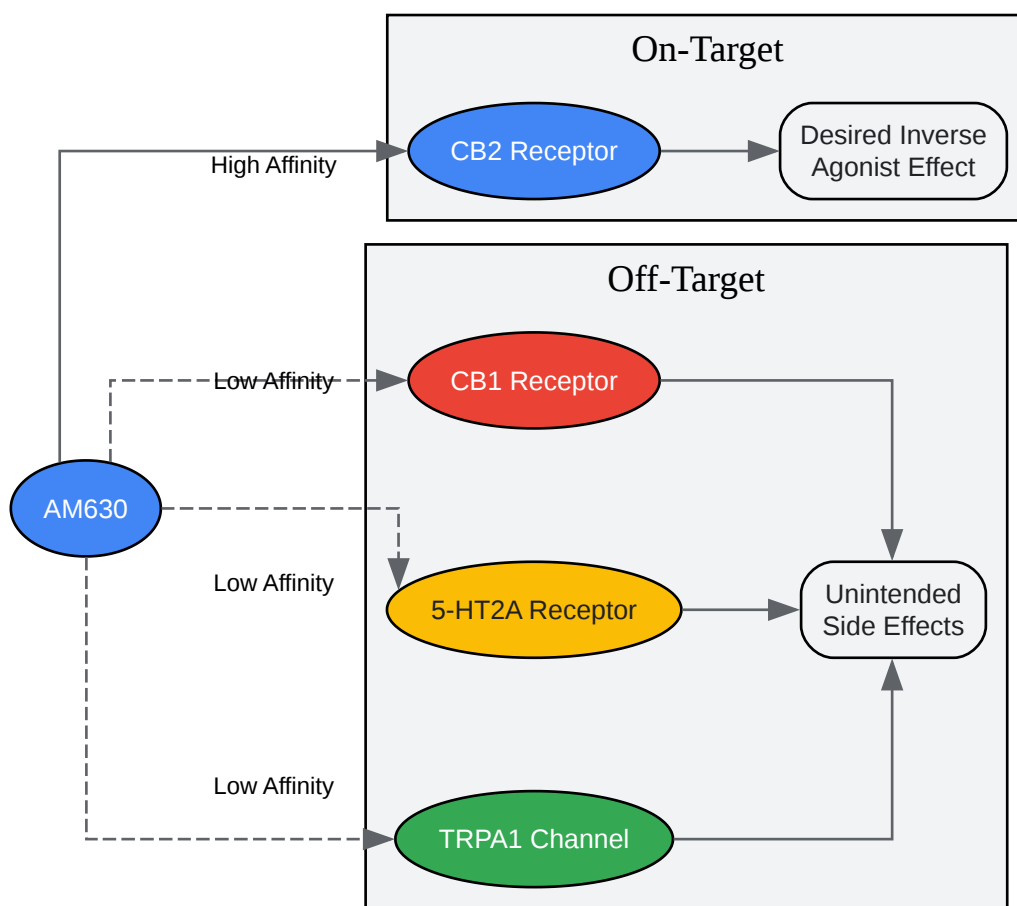 On-Target
High Affinity
CB2 Receptor
Desired Inverse
Agonist Effect
Off-Target
Low Affinity
CB1 Receptor
AM630
Low Affinity
5-HT2A Receptor
Unintended
Side Effects
Low Affinity
TRPA1 Channel